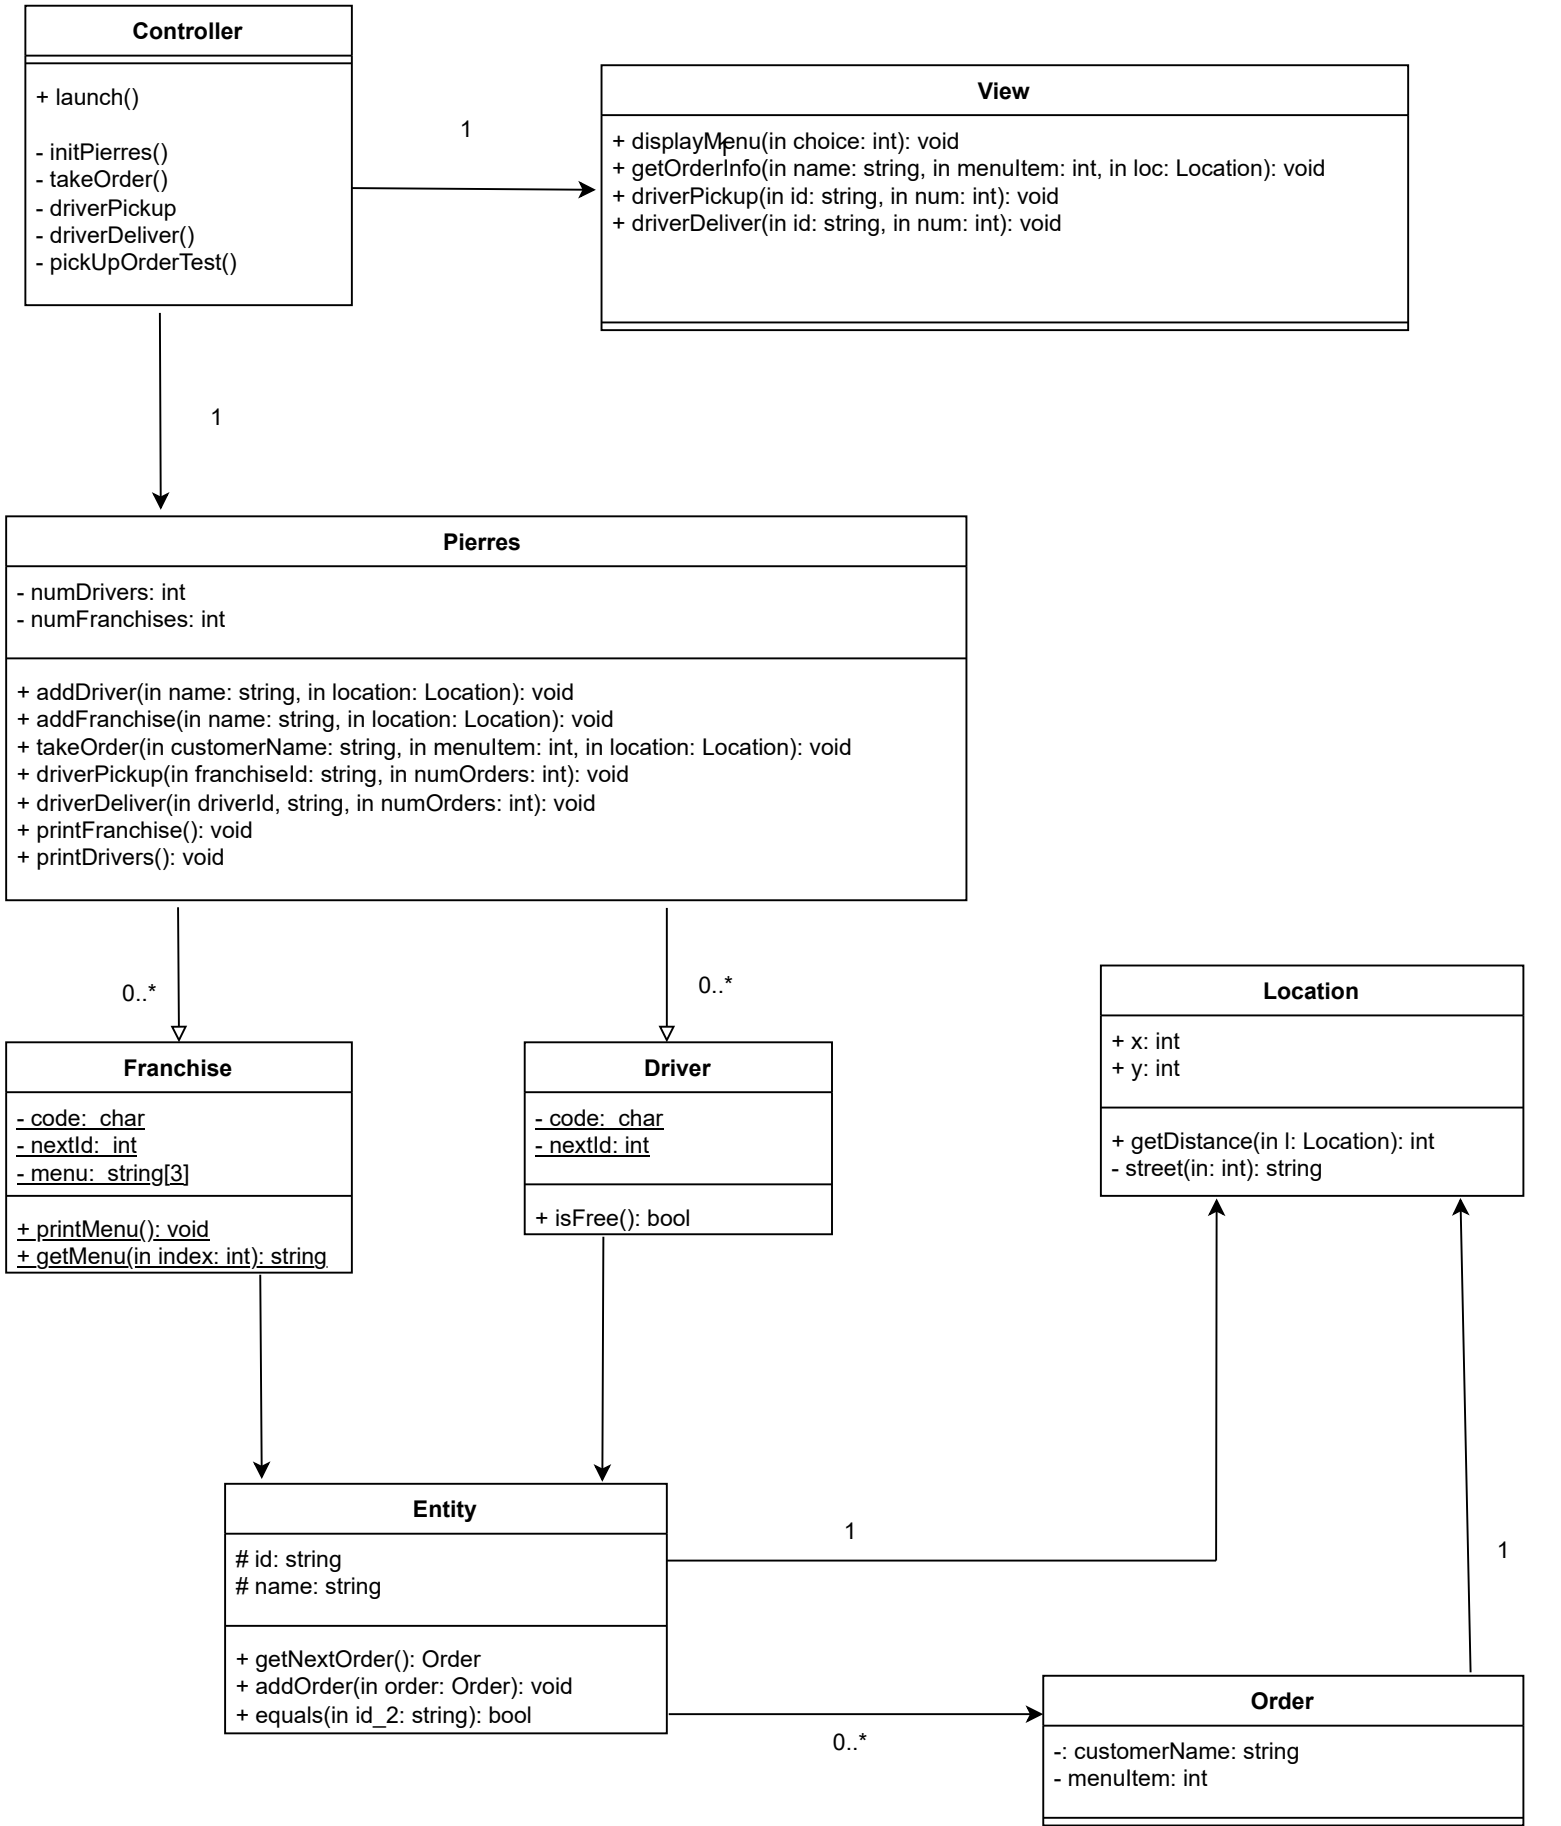 Controller
+ launch()
- initPierres()
- takeOrder()
- driverPickup
- driverDeliver()
- pickUpOrderTest()
1
View
+ displayMenu(in choice: int): void
1
+ getOrderInfo(in name: string, in menuItem: int, in loc: Location): void
+ driverPickup(in id: string, in num: int): void
+ driverDeliver(in id: string, in num: int): void
1
Pierres
- numDrivers: int
- numFranchises: int
+ addDriver(in name: string, in location: Location): void
+ addFranchise(in name: string, in location: Location): void
+ takeOrder(in customerName: string, in menuItem: int, in location: Location): void
+ driverPickup(in franchiseId: string, in numOrders: int): void
+ driverDeliver(in driverId, string, in numOrders: int): void
+ printFranchise(): void
+ printDrivers(): void
0..*
0..*
Franchise
- code:  char
- nextId:  int
- menu:  string[3]
+ printMenu(): void
+ getMenu(in index: int): string
Driver
- code:  char
- nextId: int
+ isFree(): bool
Location
+ x: int
+ y: int
+ getDistance(in l: Location): int
- street(in: int): string
Entity
# id: string
# name: string
+ getNextOrder(): Order
+ addOrder(in order: Order): void
+ equals(in id_2: string): bool
1
1
0..*
Order
-: customerName: string
- menuItem: int